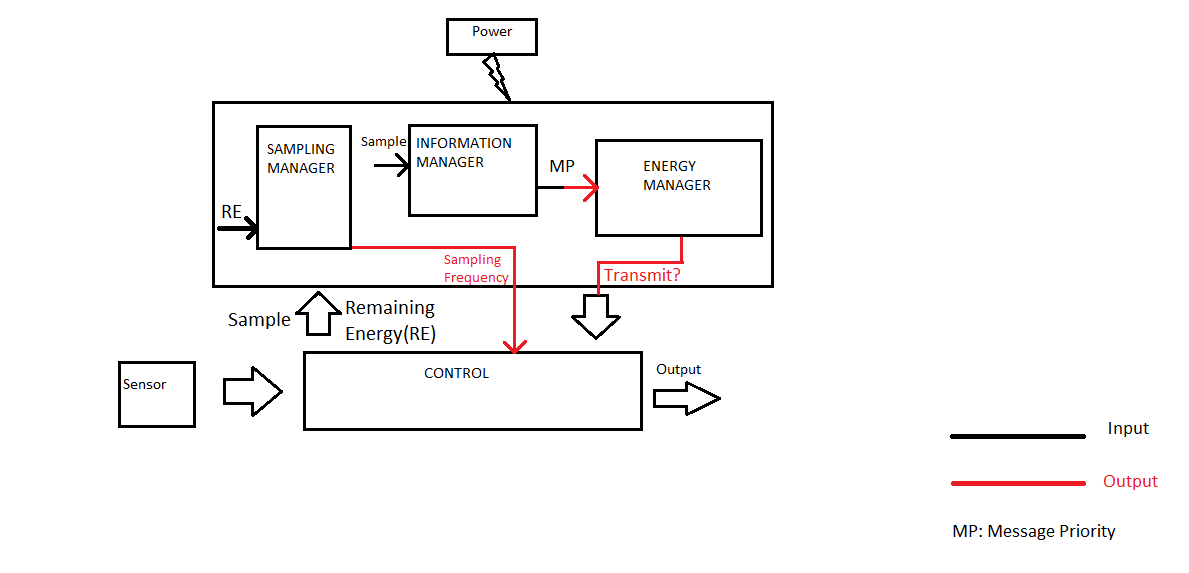 Power
SAMPLING
MANAGER
Sample
INFORMATION
MANAGER
MP
ENERGY
MANAGER
RE
Sampling
Frequency
Transmit?
Sample
Remaining
Energy(RE)
Sensor
CONTROL
Output
Input
Output
MP: Message Priority